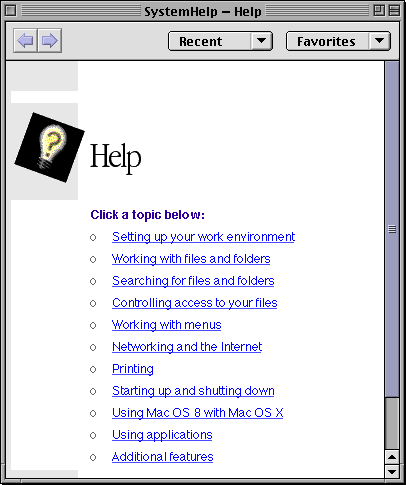 SystemHelp – Help
Recent
Favorites
Help
Click a topic below:
Setting up your work environment
Working with files and folders
Searching for files and folders
Controlling access to your files
Working with menus
Networking and the Internet
Printing
Starting up and shutting down
Using Mac OS 8 with Mac OS X
Using applications
Additional features